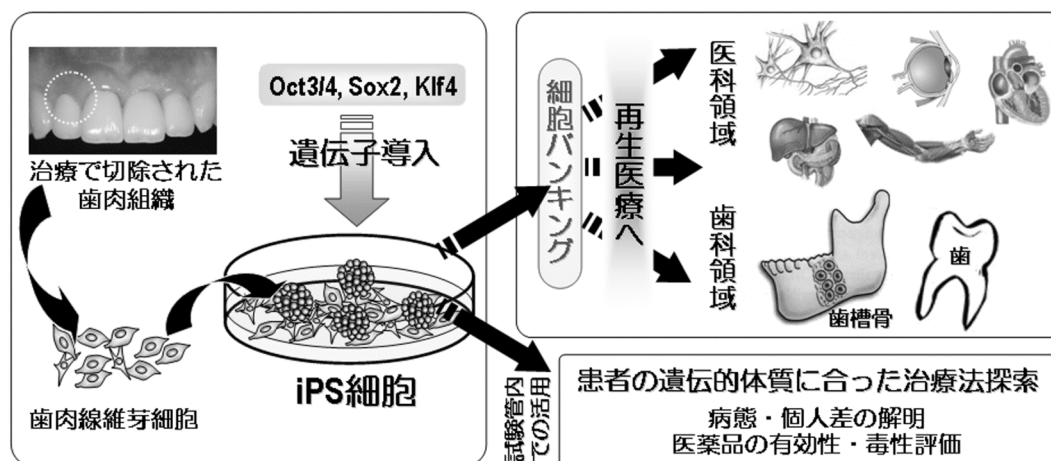 治療で切除された
歯肉組織
Oct3/4, Sox2, Klf4
遺伝子導入
歯肉線維芽細胞
iPS細胞
細胞バンキング
再生医療へ
医科領域
歯科領域
歯槽骨
歯
試験管内
での活用
患者の遺伝的体質に合った治療法探索
病態・個人差の解明
医薬品の有効性・毒性評価